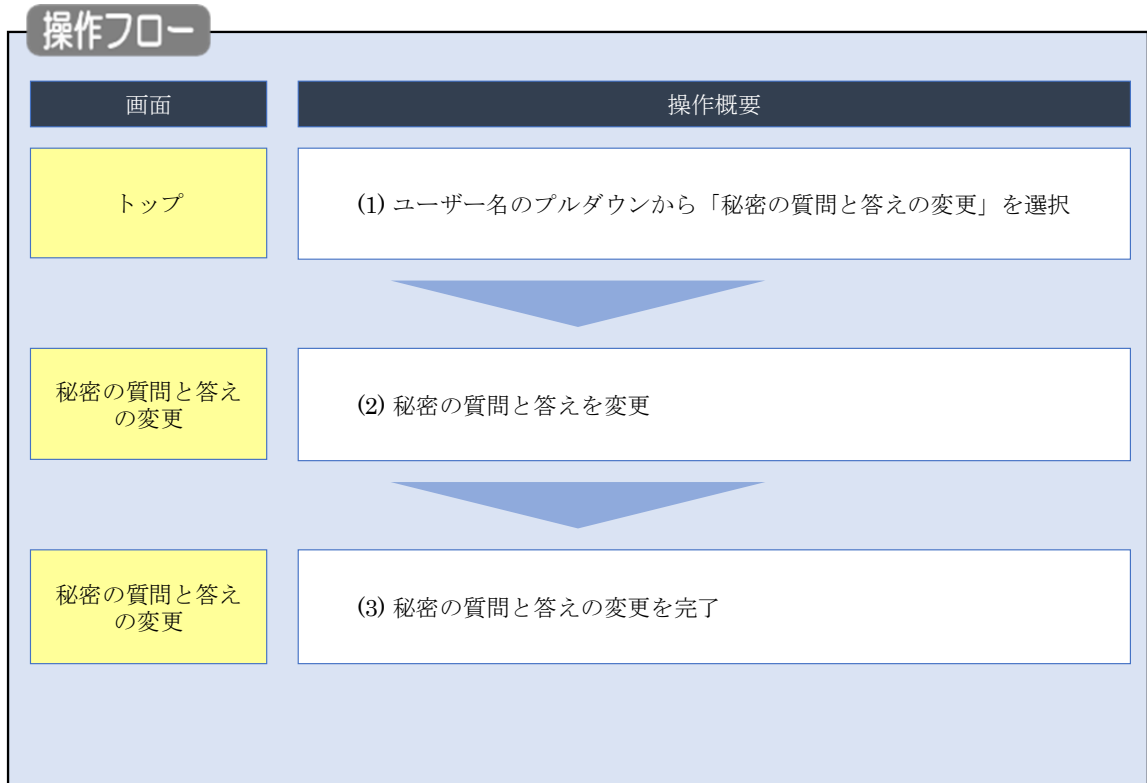 操作フロー
画面
操作概要
トップ
(1) ユーザー名のプルダウンから「秘密の質問と答えの変更」を選択
秘密の質問と答え
の変更
(2) 秘密の質問と答えを変更
秘密の質問と答え
の変更
(3) 秘密の質問と答えの変更を完了